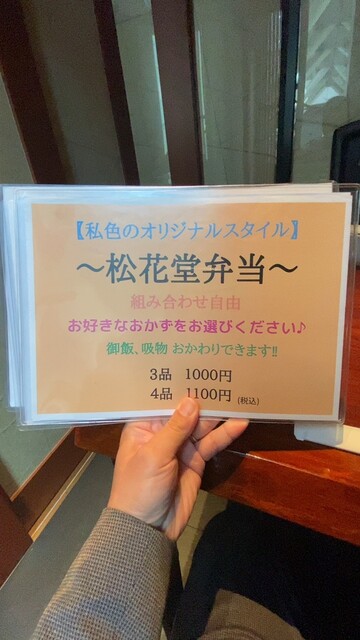 【私色のオリジナルスタイル】
～松花堂弁当～
組み合わせ自由
お好きなおかずをお選びください♪
御飯、吸物 おかわりできます!!
3品 1000円
4品 1100円 (税込)